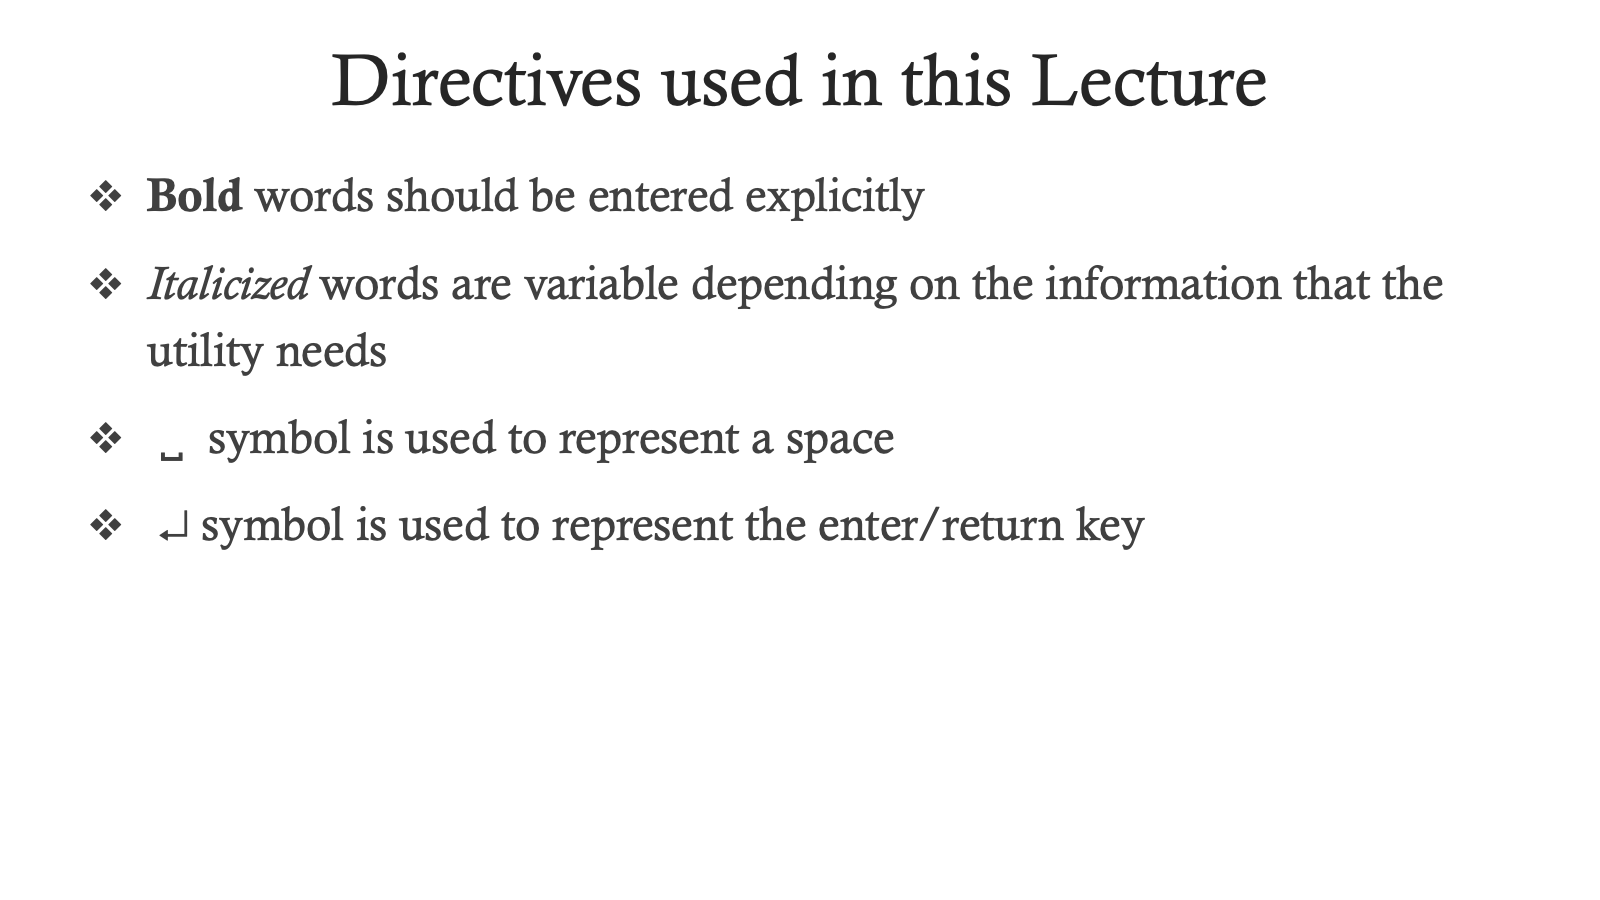 Directives used in this Lecture
❖ Bold words should be entered explicitly
❖ Italicized words are variable depending on the information that the
utility needs
❖ ␣ symbol is used to represent a space
❖ ↵ symbol is used to represent the enter/return key